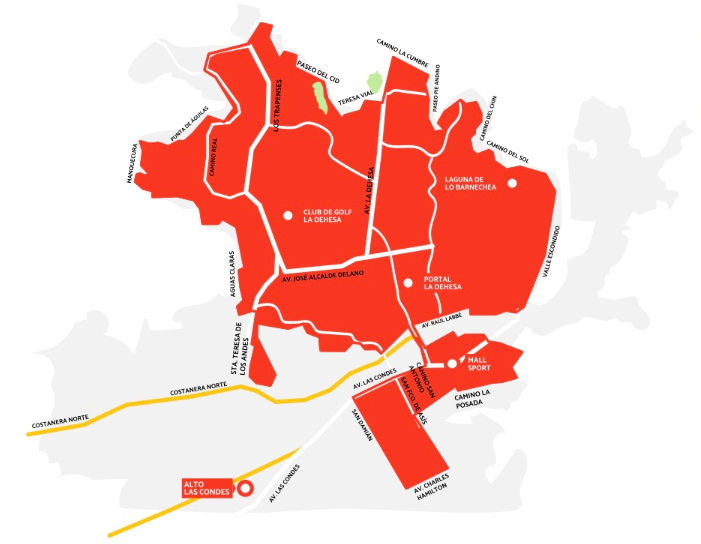 CAMINO LA CUMBRE
PASEO DEL CID
PASEO PIE ANDINO
TERESA VIAL
LOS TRAPENSES
CAMINO DEL CHIN
PUNTA DE ÁGUILAS
CAMINO REAL
MANQUECURA
CAMINO DEL SOL
AV. LA DEHESA
LAGUNA DE
LO BARNECHEA
CLUB DE GOLF
LA DEHESA
VALLE ESCONDIDO
AGUAS CLARAS
AV. JOSÉ ALCALDE DELANO
PORTAL
LA DEHESA
AV. RAÚL LABBÉ
STA. TERESA DE
LOS ANDES
MALL
SPORT
CAMINO SAN
ANTONIO
AV. LAS CONDES
COSTANERA NORTE
COSTANERA NORTE
SAN FCO. DE ASÍS
CAMINO LA
POSADA
SAN DAMIÁN
AV. LAS CONDES
AV. CHARLES
HAMILTON
ALTO
LAS CONDES